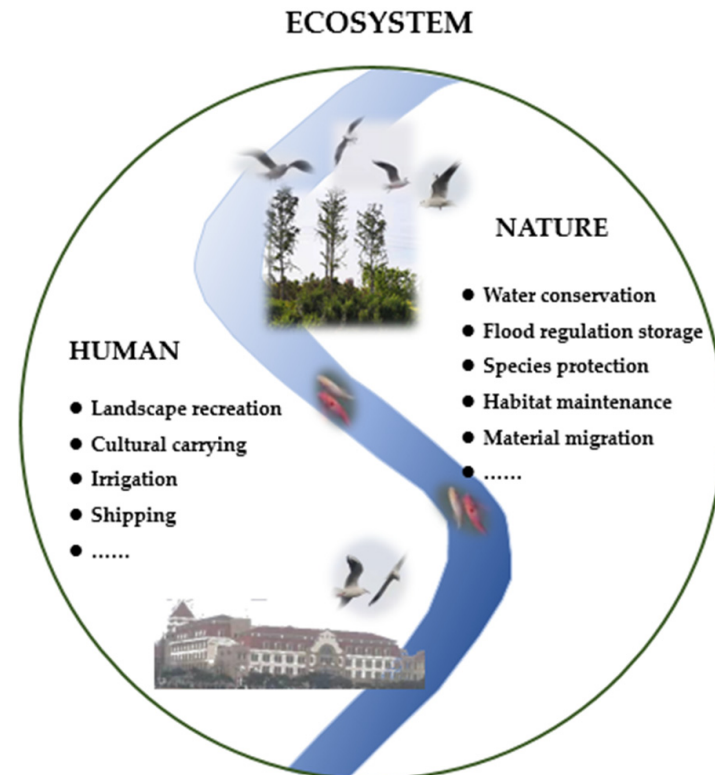 ECOSYSTEM
NATURE
● Water conservation
● Flood regulation storage
● Species protection
● Habitat maintenance
● Material migration
● ......
HUMAN
● Landscape recreation
● Cultural carrying
● Irrigation
● Shipping
● ......